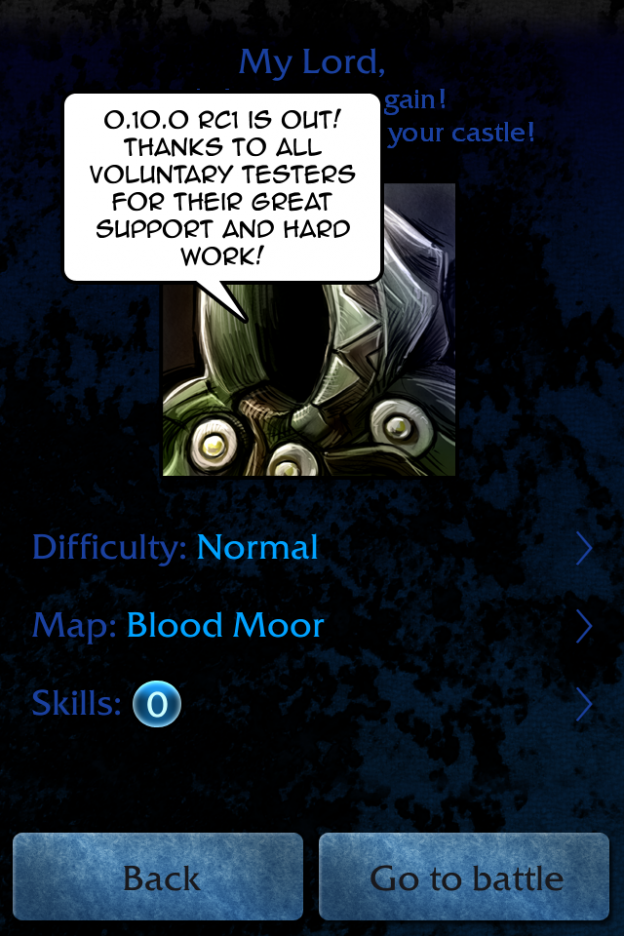 My Lord,
gain!
your castle!
0.10.0 RC1 IS OUT!
THANKS TO ALL
VOLUNTARY TESTERS
FOR THEIR GREAT
SUPPORT AND HARD
WORK!
Difficulty: Normal
Map: Blood Moor
Skills: 0
Back
Go to battle